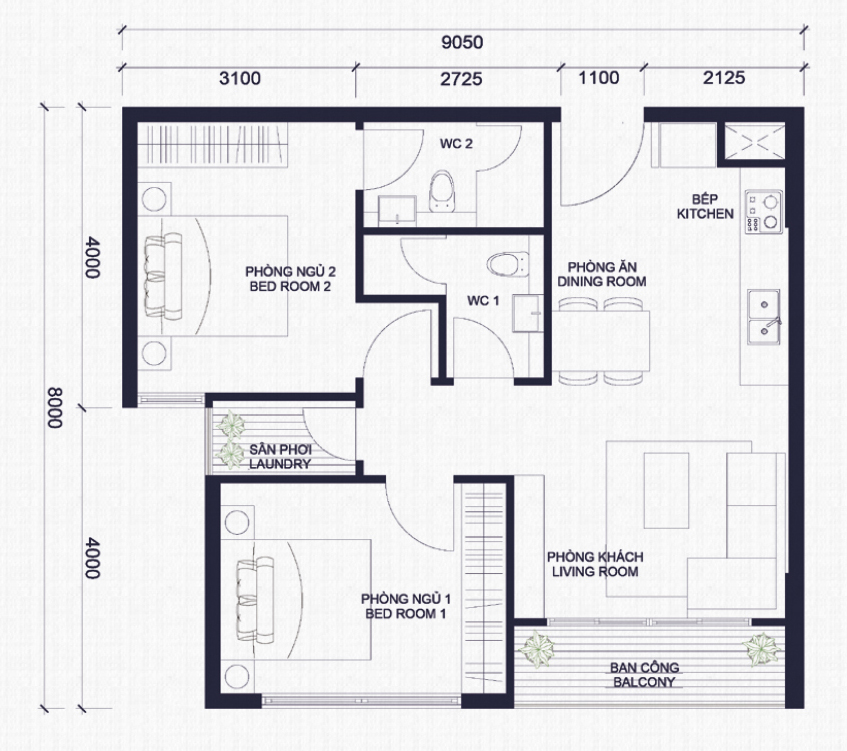 9050
3100
2725
1100
2125
WC 2
BẾP
KITCHEN
4000
PHÒNG NGỦ 2
BED ROOM 2
PHÒNG ĂN
DINING ROOM
WC 1
8000
SÂN PHƠI
LAUNDRY
4000
PHÒNG KHÁCH
LIVING ROOM
PHÒNG NGỦ 1
BED ROOM 1
BAN CÔNG
BALCONY